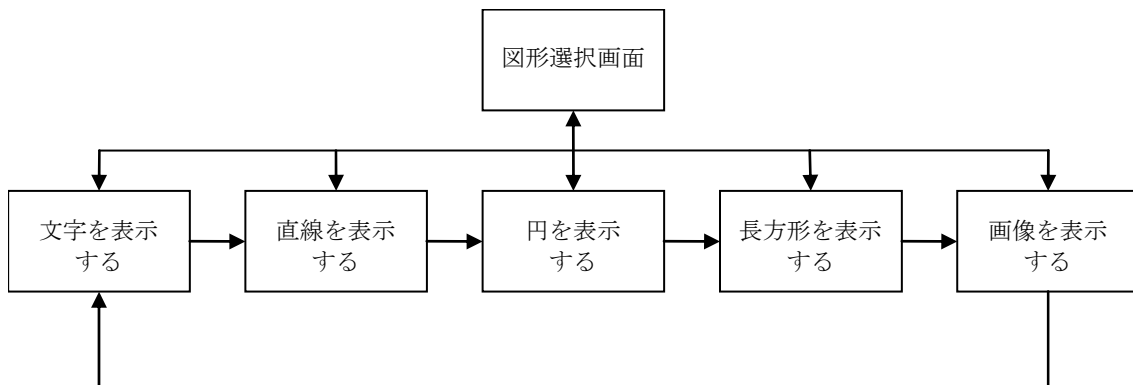 図形選択画面
文字を表示
する
直線を表示
する
円を表示
する
長方形を表示
する
画像を表示
する